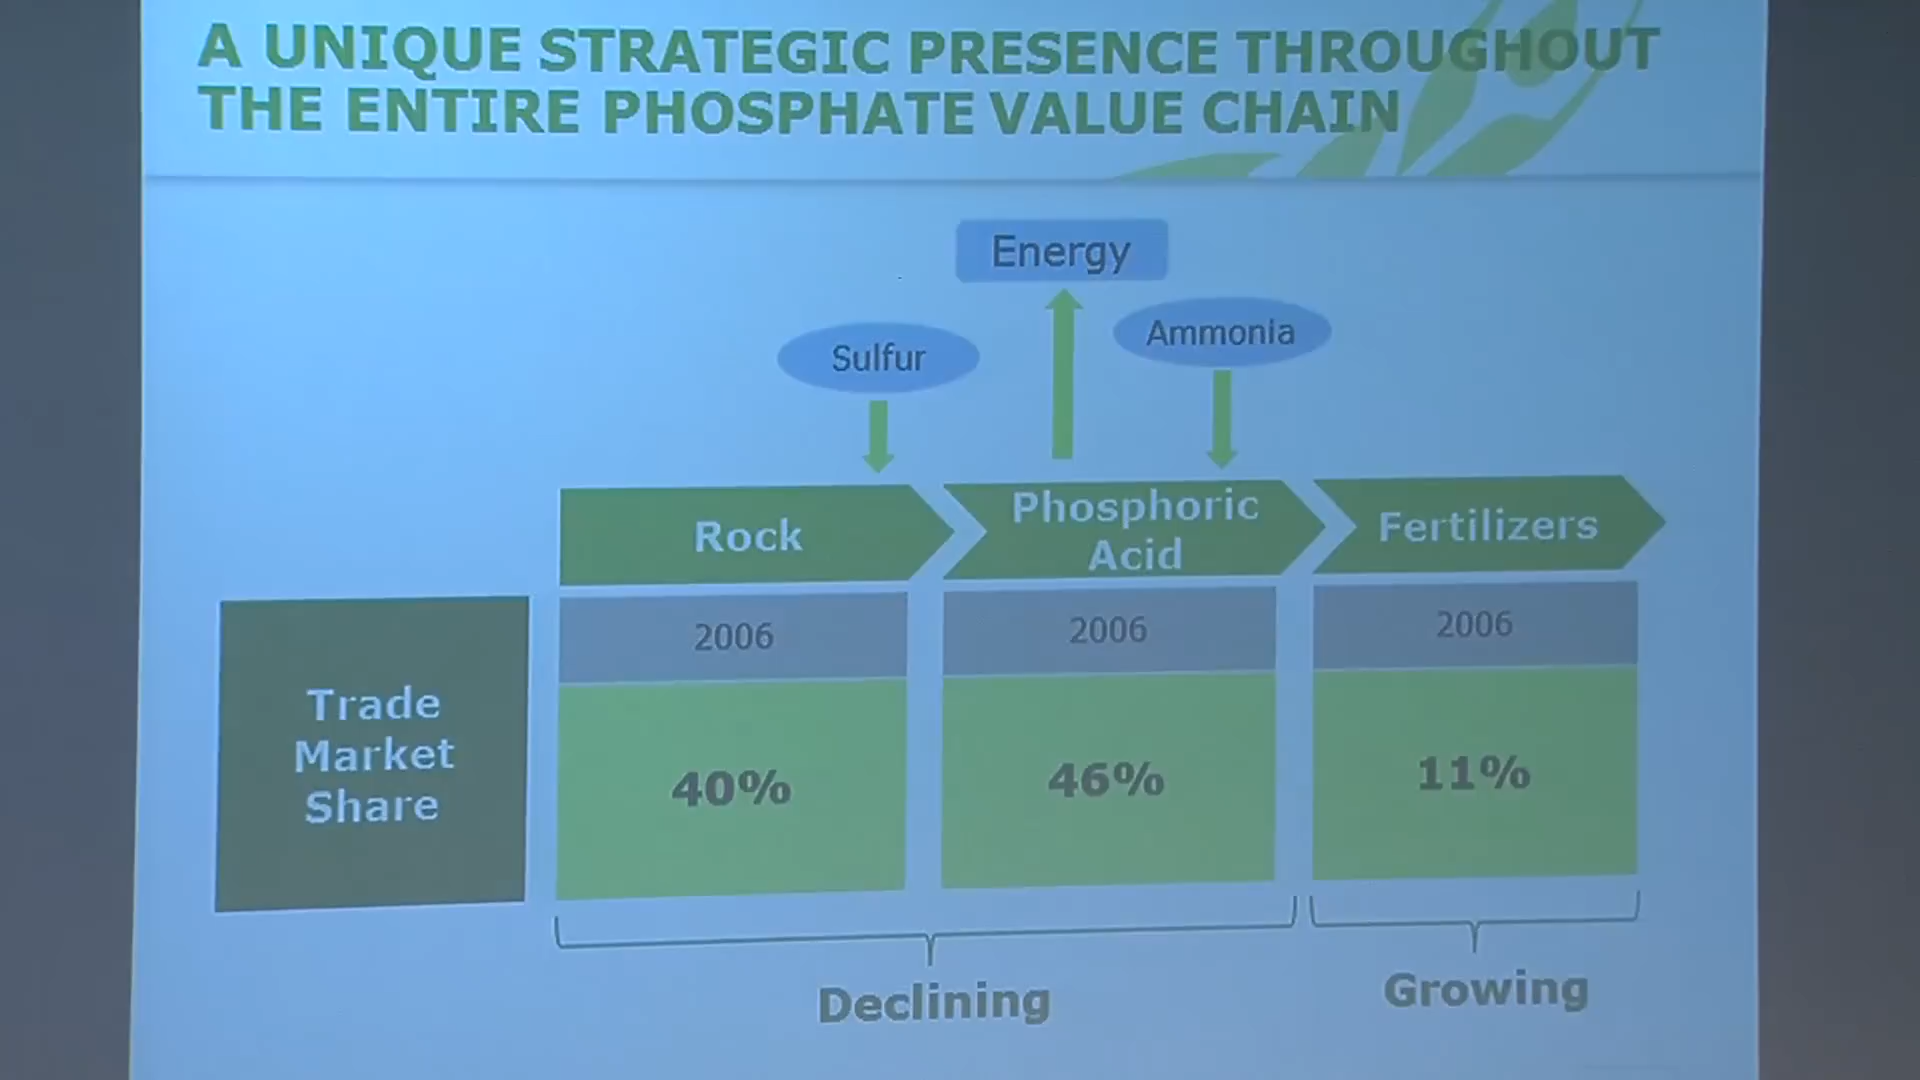 A UNIQUE STRATEGIC PRESENCE THROUGHOUT
THE ENTIRE PHOSPHATE VALUE CHAIN
Energy
Sulfur
Ammonia
Rock
Phosphoric
Acid
Fertilizers
2006
2006
2006
Trade
Market
Share
40%
46%
11%
Declining
Growing